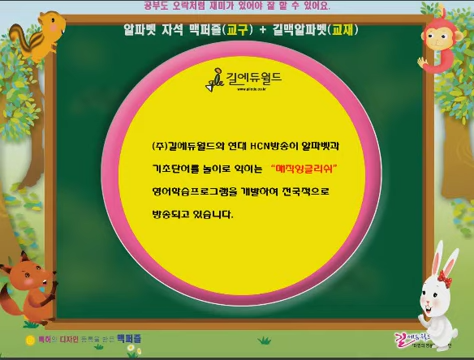 공부도 오락처럼 재미가 있어야 잘 할 수 있어요.
알파벳 자석 맥퍼즐(교구) + 길맥알파벳(교재)
길에듀월드
(주)길에듀월드와 연대 HCN방송이 알파벳과
기초단어를 놀이로 익히는 "매직잉글리쉬"
영어학습프로그램을 개발하여 전국적으로
방송되고 있습니다.
특허와 디자인 등록을 받은 맥퍼즐
길에듀월드